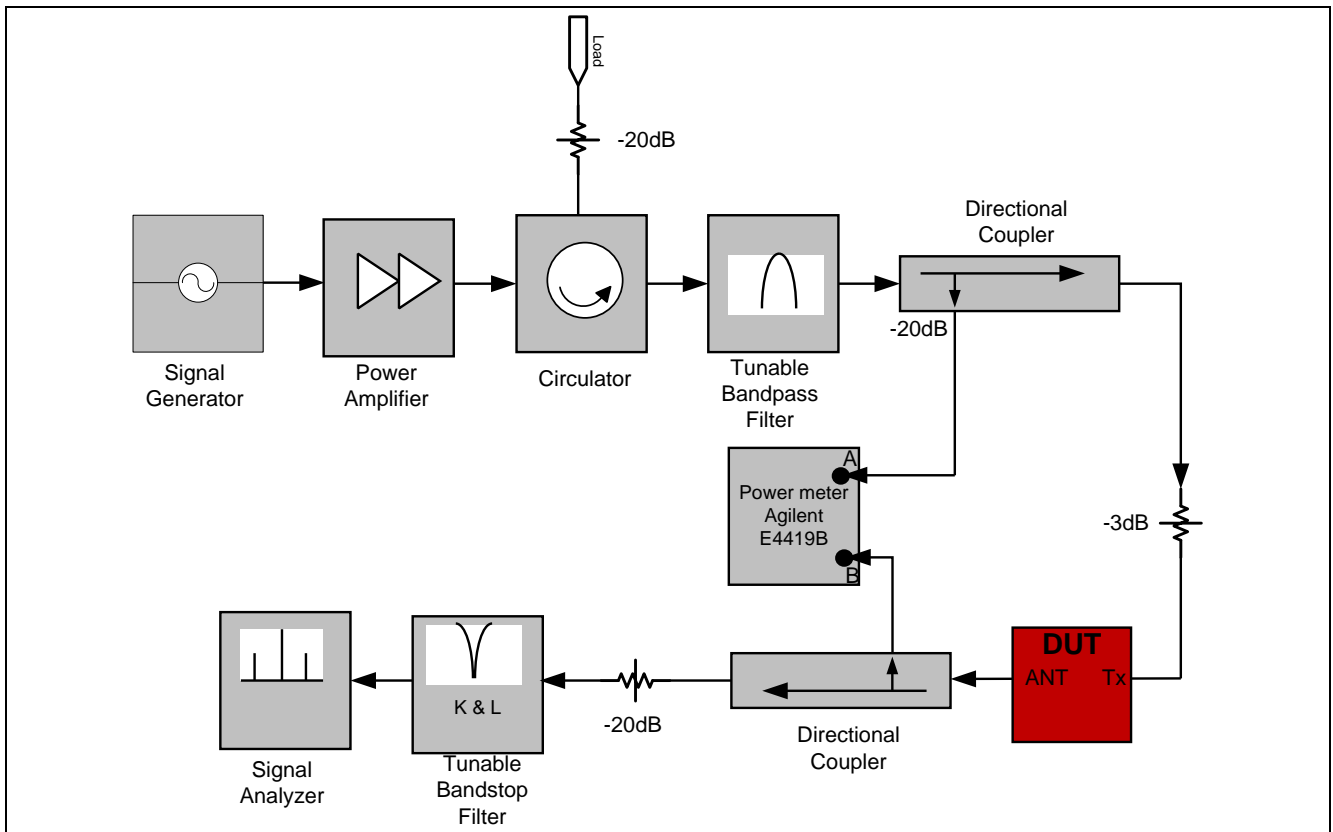 Load
-20dB
Directional
Coupler
-20dB
Signal
Generator
Power
Amplifier
Circulator
Tunable
Bandpass
Filter
A
Power meter
Agilent
E4419B
B
-3dB
DUT
ANT Tx
K & L
-20dB
Directional
Coupler
Signal
Analyzer
Tunable
Bandstop
Filter